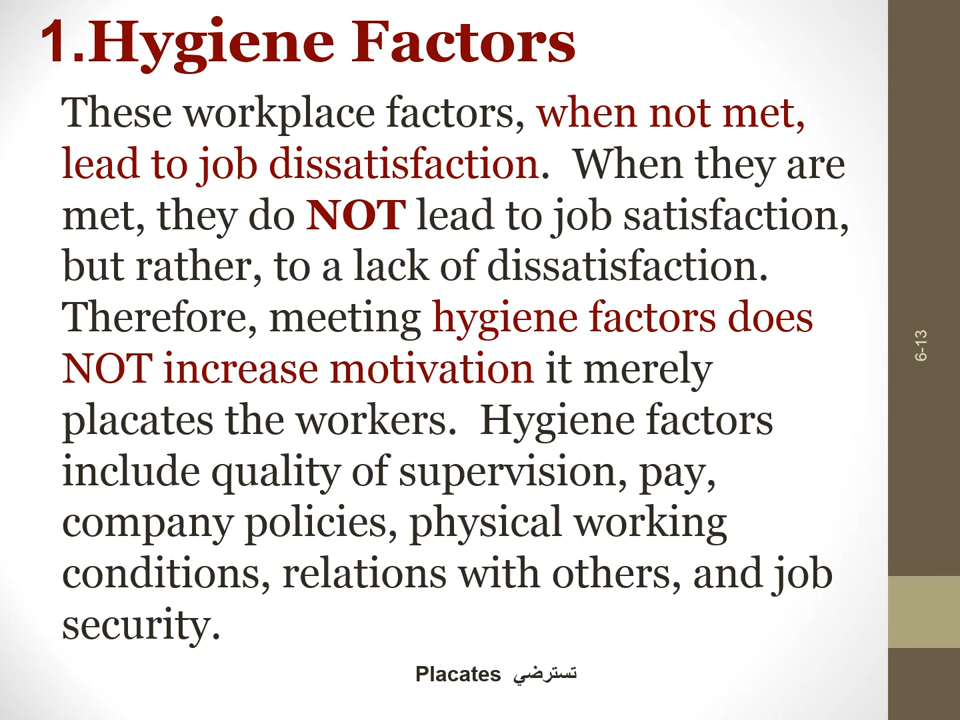 1.Hygiene Factors
These workplace factors, when not met,
lead to job dissatisfaction.  When they are
met, they do NOT lead to job satisfaction,
but rather, to a lack of dissatisfaction.
Therefore, meeting hygiene factors does
NOT increase motivation it merely
placates the workers.  Hygiene factors
include quality of supervision, pay,
company policies, physical working
conditions, relations with others, and job
security.
Placates تسترضي
6-13